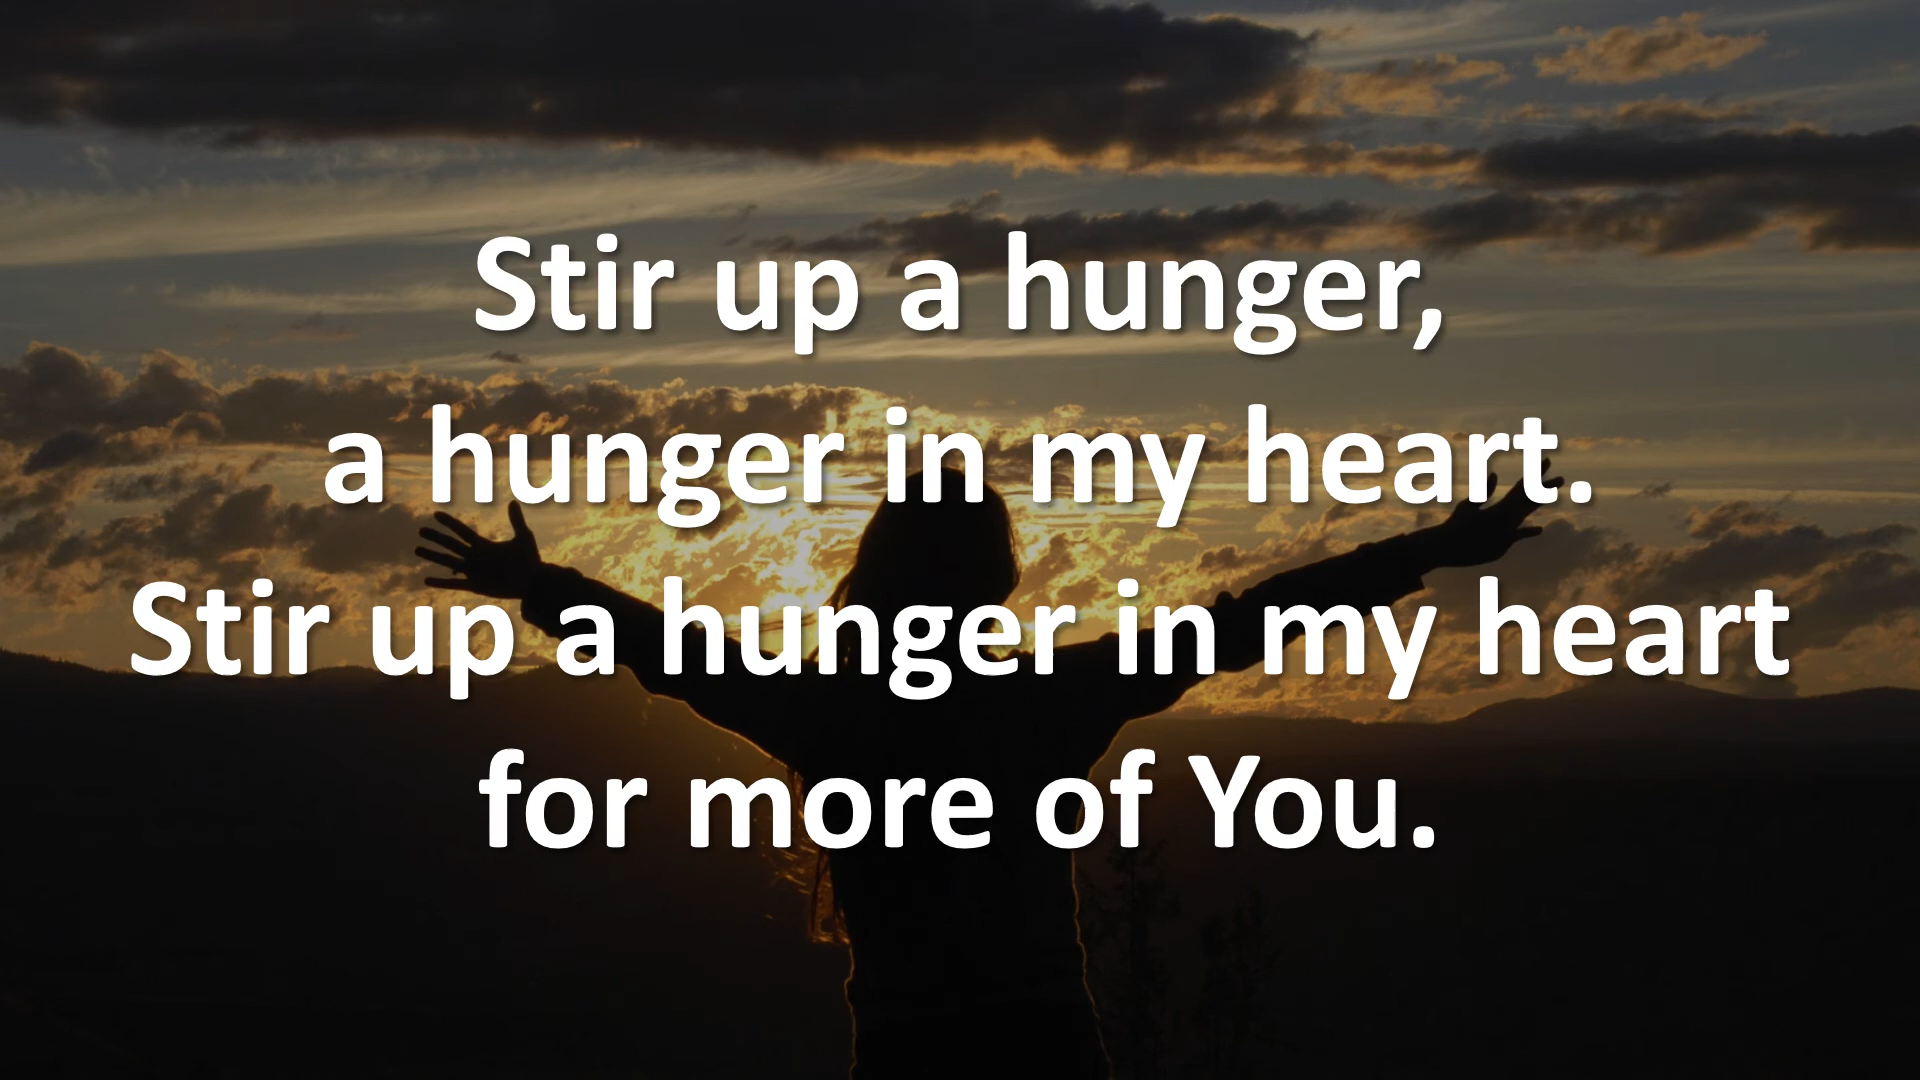 Stir up a hunger,
a hunger in my heart.
Stir up a hunger in my heart
for more of You.